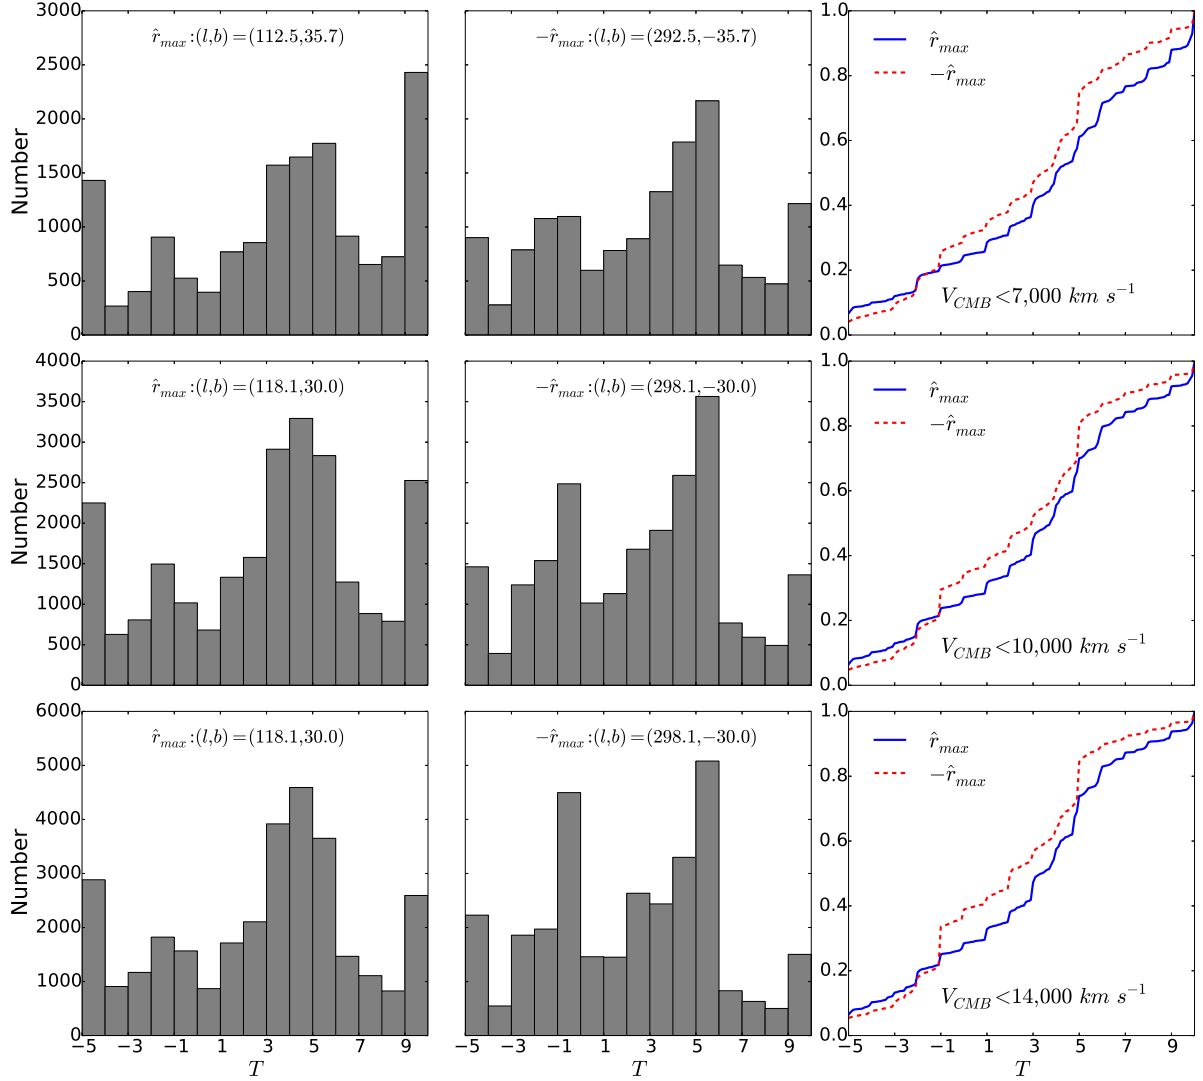 r̂max:(l,b)=(112.5,35.7)
3000
2500
2000
1500
1000
500
0
Number
−r̂max:(l,b)=(292.5,−35.7)
1.0
0.8
0.6
0.4
0.2
0.0
r̂max
−r̂max
VCMB<7,000 km s−1
r̂max:(l,b)=(118.1,30.0)
4000
3500
3000
2500
2000
1500
1000
500
0
Number
−r̂max:(l,b)=(298.1,−30.0)
1.0
0.8
0.6
0.4
0.2
0.0
r̂max
−r̂max
VCMB<10,000 km s−1
r̂max:(l,b)=(118.1,30.0)
6000
5000
4000
3000
2000
1000
0
Number
−5 −3 −1 1 3 5 7 9
T
−r̂max:(l,b)=(298.1,−30.0)
−5 −3 −1 1 3 5 7 9
T
1.0
0.8
0.6
0.4
0.2
0.0
r̂max
−r̂max
VCMB<14,000 km s−1
−5 −3 −1 1 3 5 7 9
T